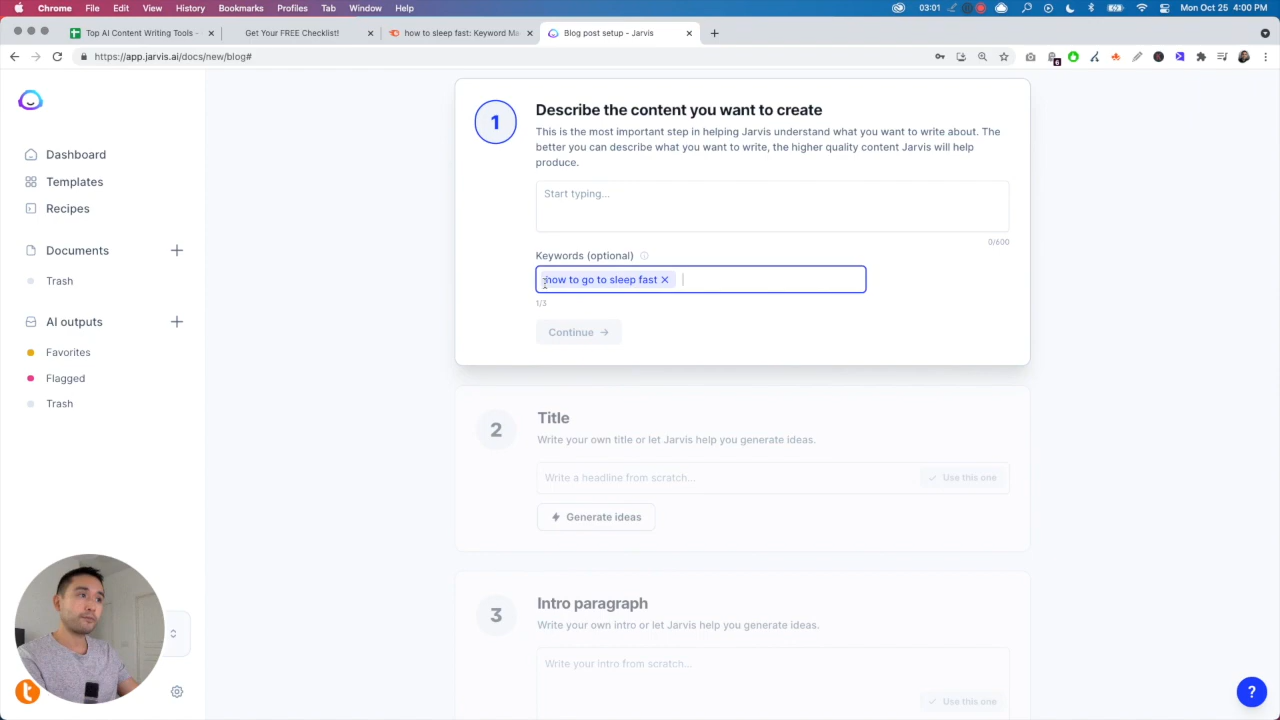 Chrome File Edit View History Bookmarks Profiles Tab Window Help 03:01 Mon Oct 25 4:00 PM
Top AI Content Writing Tools - Get Your FREE Checklist! how to sleep fast: Keyword Ma Blog post setup - Jarvis
https://app.jarvis.ai/docs/new/blog#
6
Dashboard
Templates
Recipes
Documents
Trash
AI outputs
Favorites
Flagged
Trash
1
Describe the content you want to create
This is the most important step in helping Jarvis understand what you want to write about. The
better you can describe what you want to write, the higher quality content Jarvis will help
produce.
Start typing...
0/600
Keywords (optional)
how to go to sleep fast
1/3
Continue
2
Title
Write your own title or let Jarvis help you generate ideas.
Write a headline from scratch...
Use this one
Generate ideas
3
Intro paragraph
Write your own intro or let Jarvis help you generate ideas.
Write your intro from scratch...
Use this one
t
?